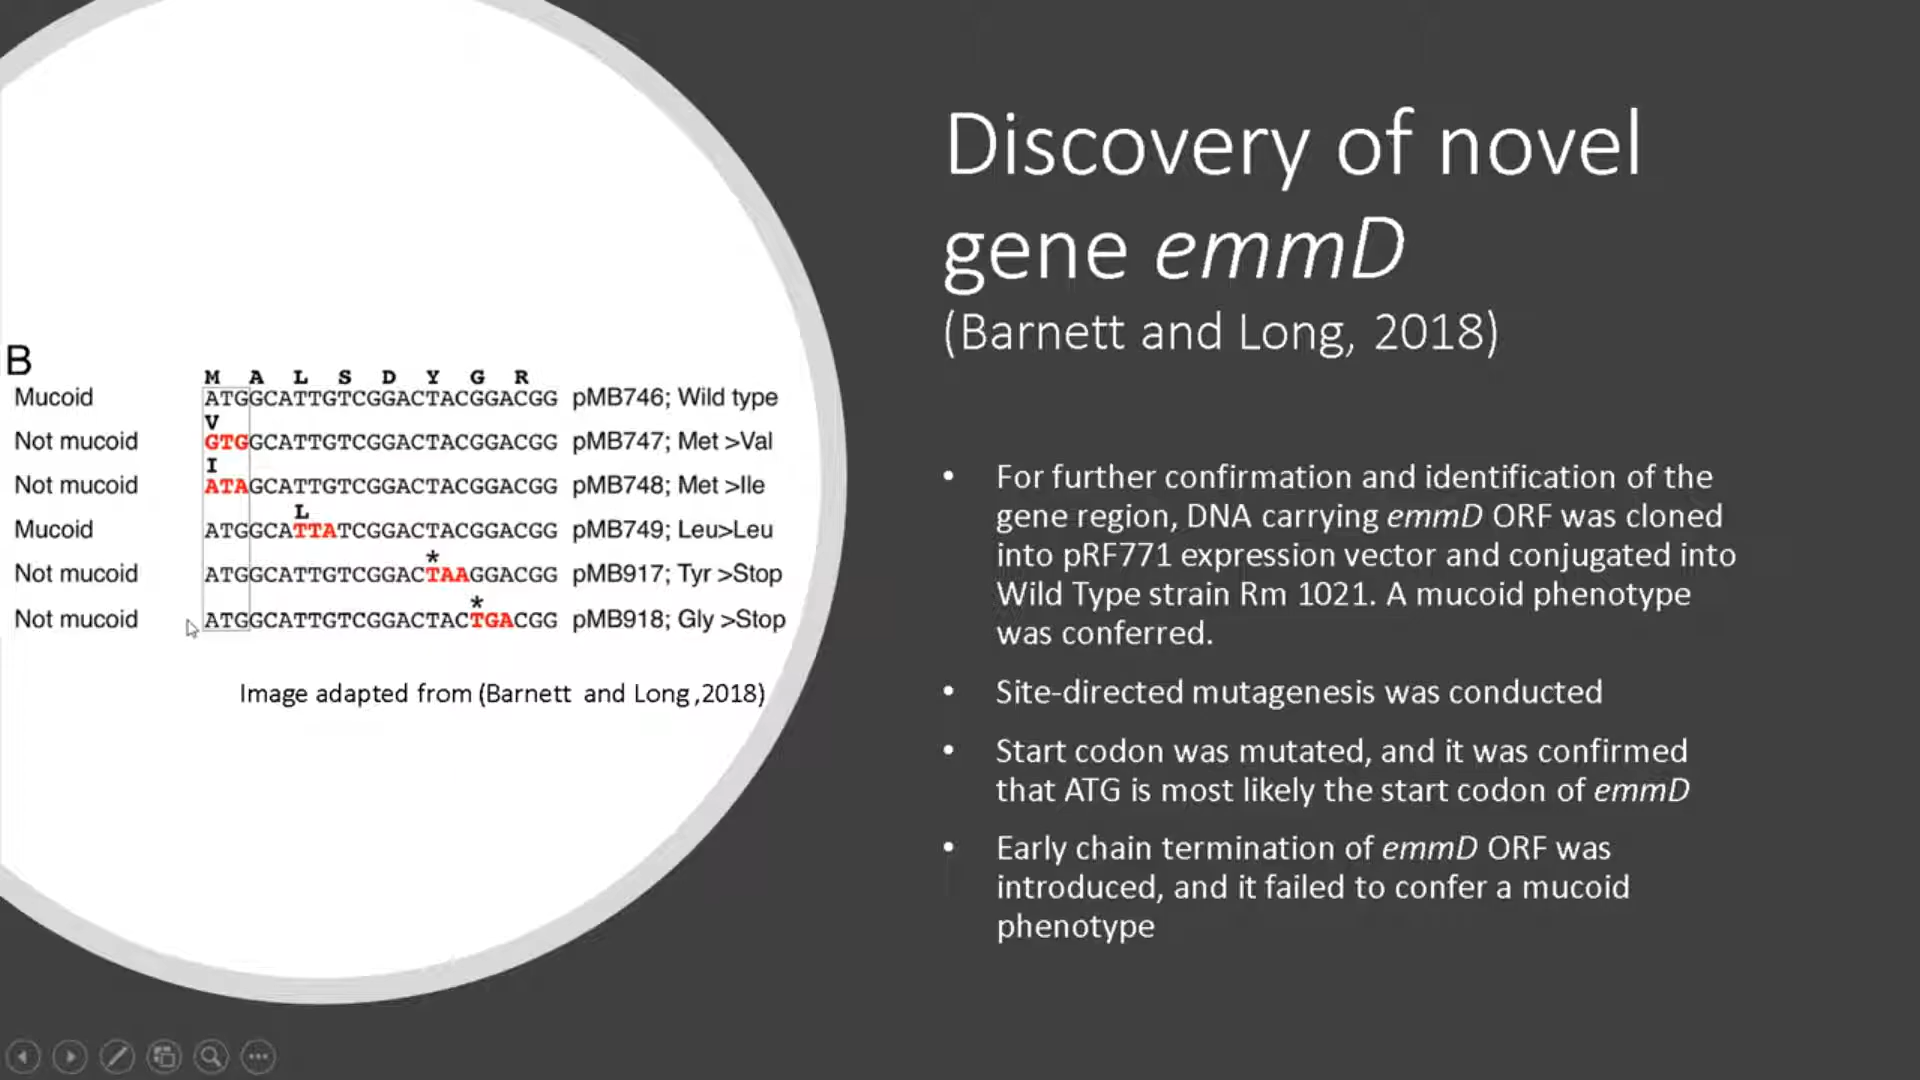 B
M A L S D Y G R
Mucoid ATGGCATTGTCGGACTACGGACGG pMB746; Wild type
V
Not mucoid GTGGCATTGTCGGACTACGGACGG pMB747; Met >Val
I
Not mucoid ATAGCATTGTCGGACTACGGACGG pMB748; Met >Ile
L
Mucoid ATGGCATTATCGGACTACGGACGG pMB749; Leu>Leu
*
Not mucoid ATGGCATTGTCGGACTAAGGACGG pMB917; Tyr >Stop
*
Not mucoid ATGGCATTGTCGGACTACTGACGG pMB918; Gly >Stop
Image adapted from (Barnett and Long ,2018)
Discovery of novel
gene emmD
(Barnett and Long, 2018)
• For further confirmation and identification of the
gene region, DNA carrying emmD ORF was cloned
into pRF771 expression vector and conjugated into
Wild Type strain Rm 1021. A mucoid phenotype
was conferred.
• Site-directed mutagenesis was conducted
• Start codon was mutated, and it was confirmed
that ATG is most likely the start codon of emmD
• Early chain termination of emmD ORF was
introduced, and it failed to confer a mucoid
phenotype